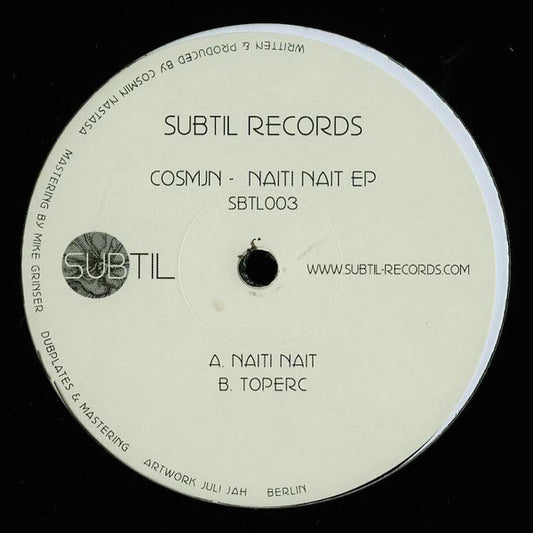 SUBTIL RECORDS
COSMJN - NAITI NAIT EP
SBTL003
SUBTIL
WWW.SUBTIL-RECORDS.COM
A. NAITI NAIT
B. TOPERC
WRITTEN & PRODUCED BY COSMIN NASTASA
MASTERING BY MIKE GRINSER
DUBPLATES & MASTERING
ARTWORK JULI JAH
BERLIN